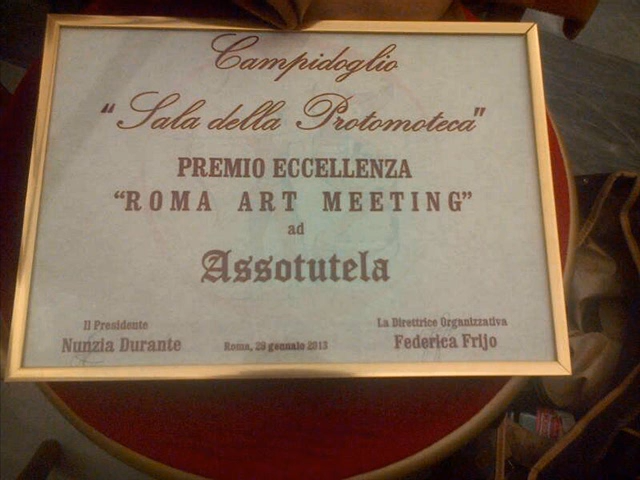 Campidoglio
"Sala della Protomoteca"
PREMIO ECCELLENZA
"ROMA ART MEETING"
ad
Assotutela
Il Presidente
Nunzia Durante
Roma, 29 gennaio 2013
La Direttrice Organizzativa
Federica Frijo